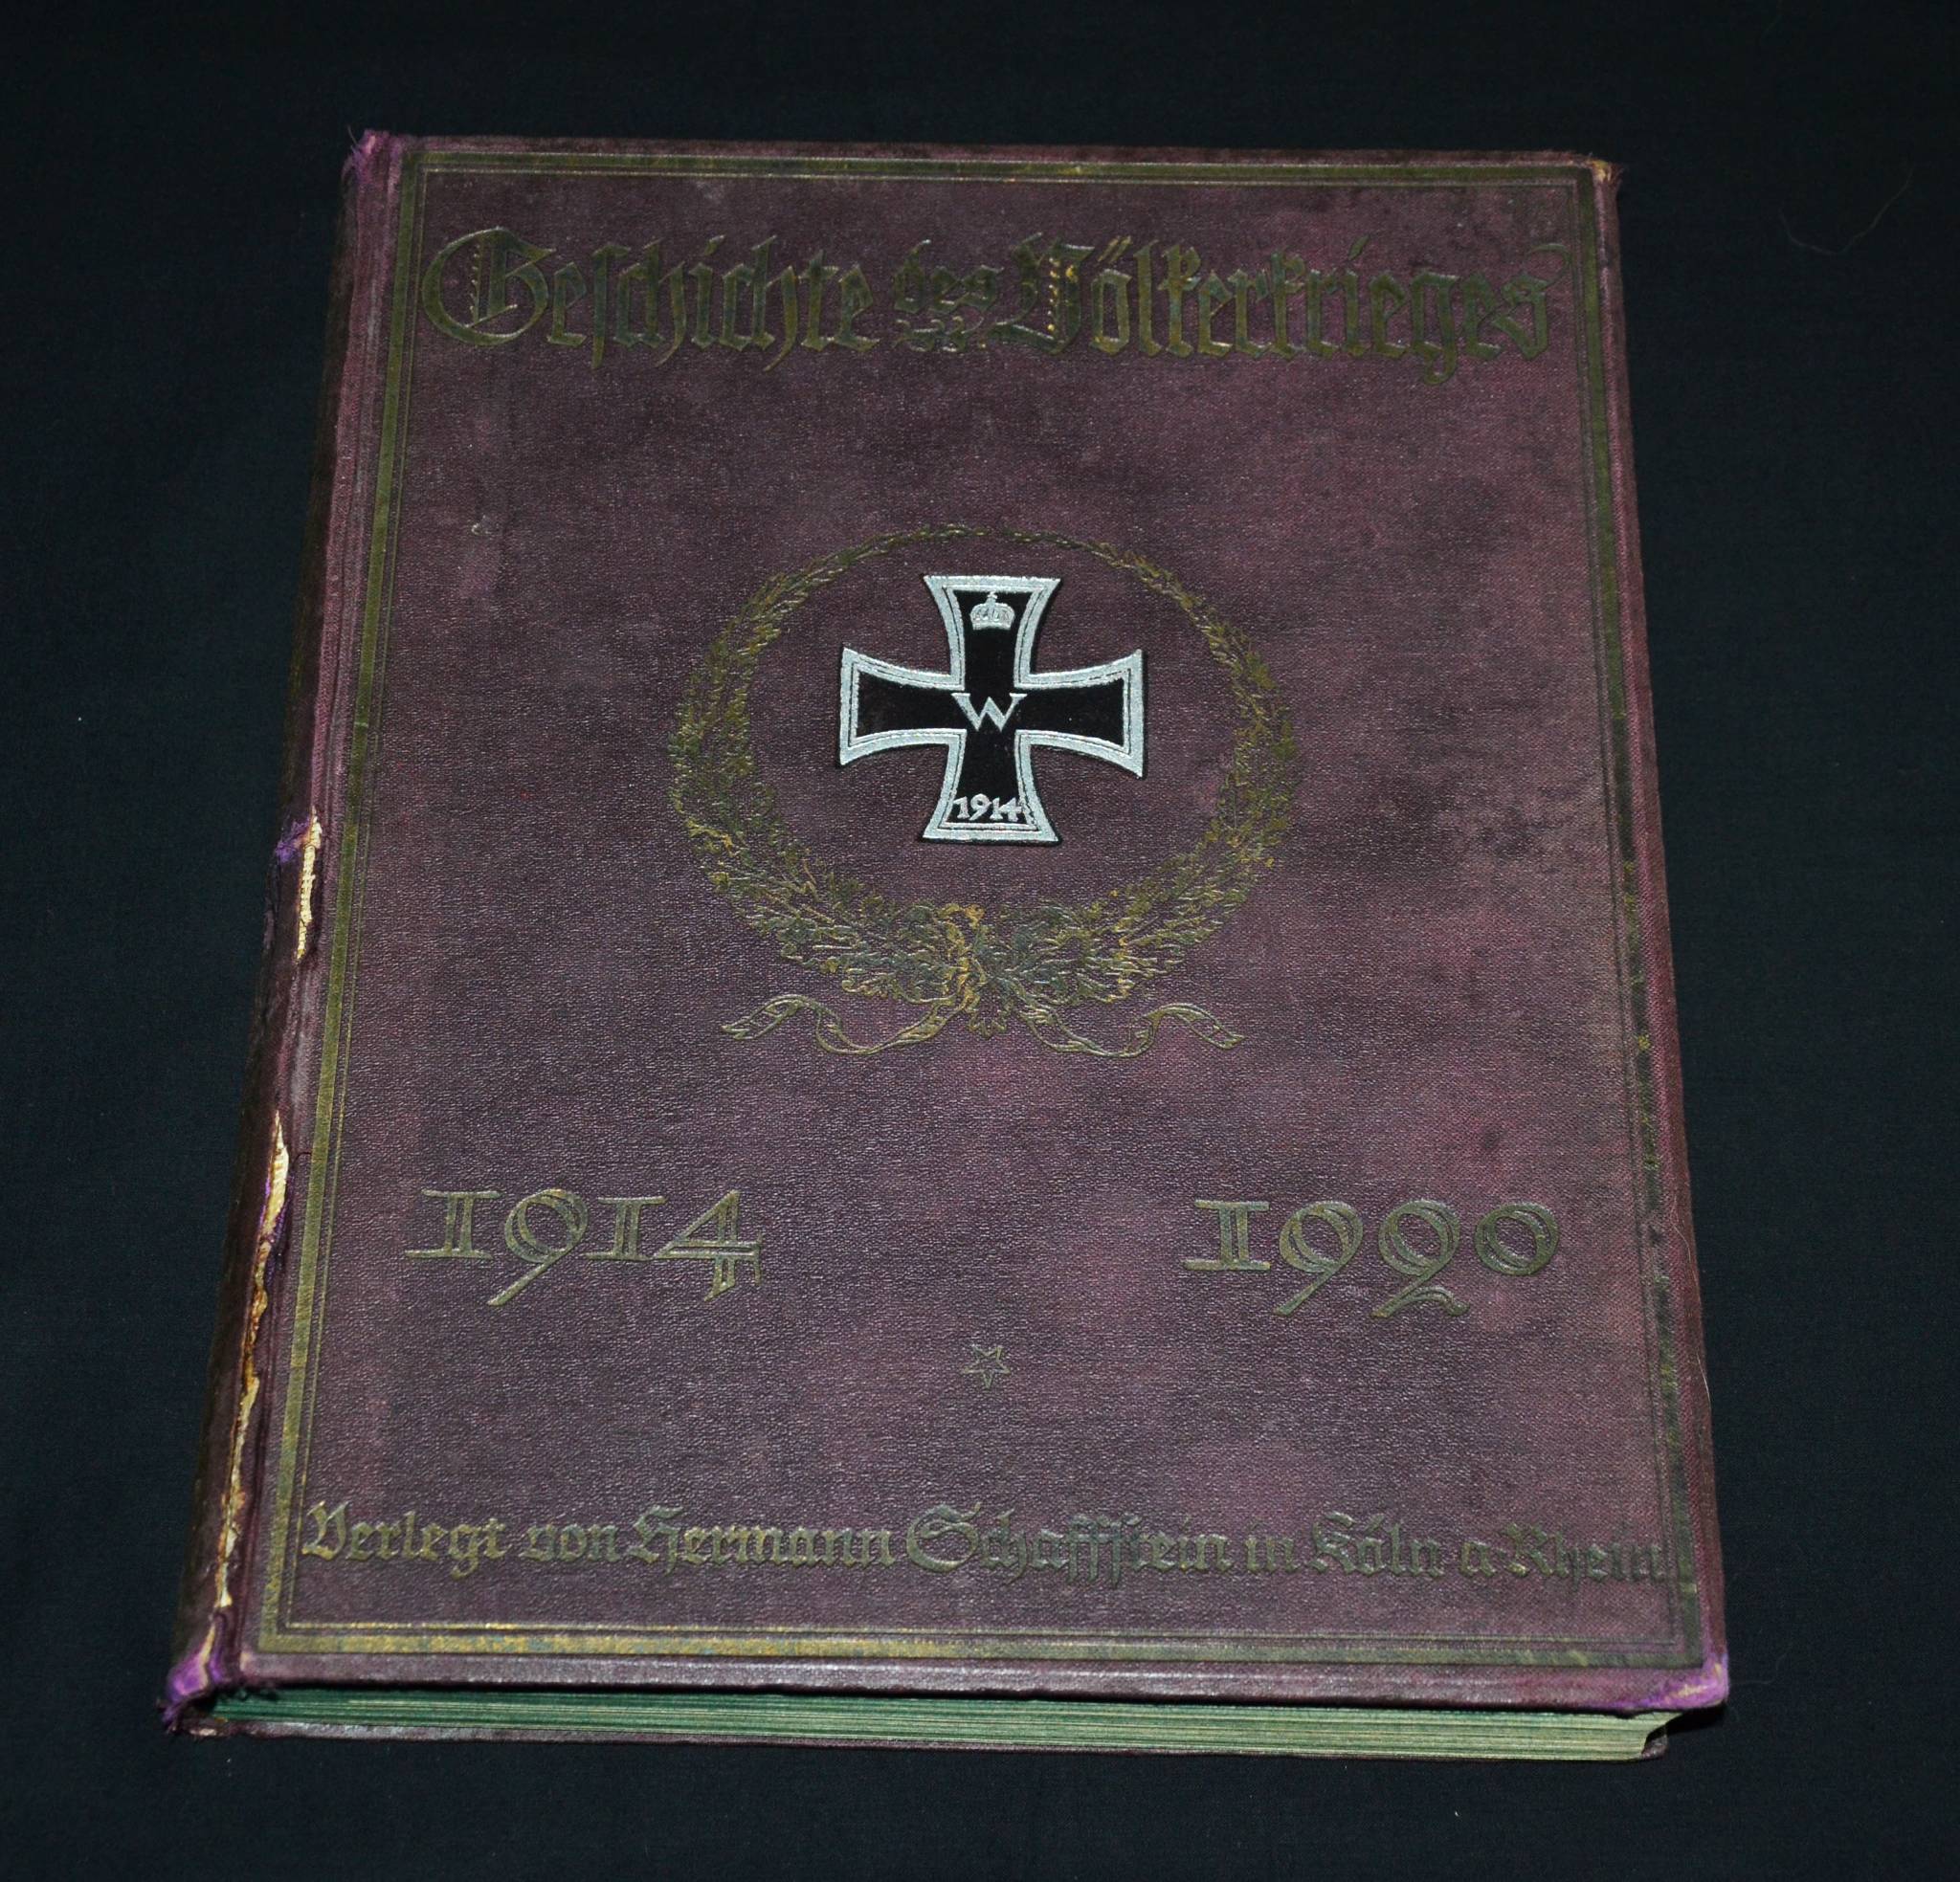 Geschichte des Völkerkrieges
W
1914
1914 1920
Verlegt von Hermann Schaffstein in Köln a Rhein